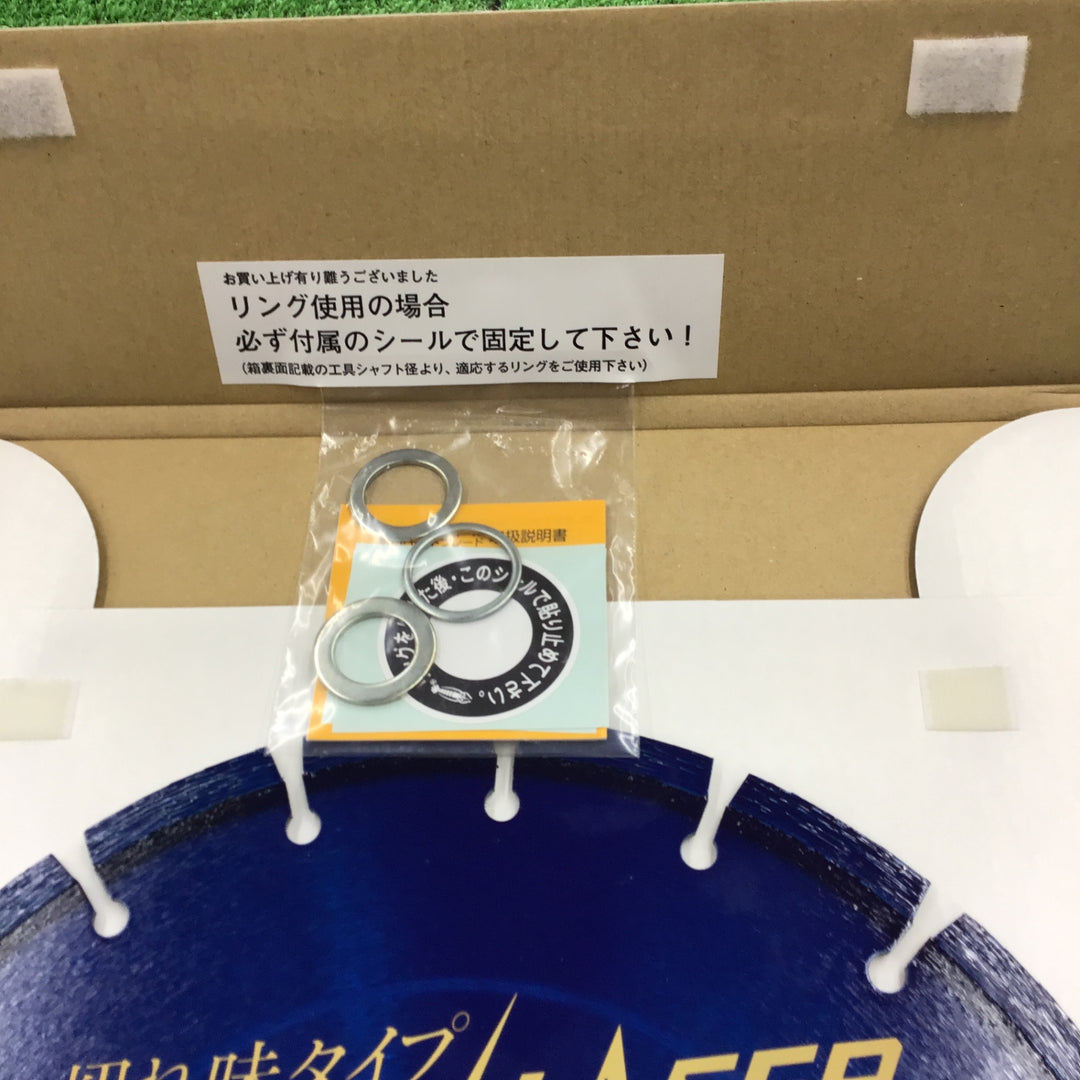 お買い上げ有り難うございました
リング使用の場合
必ず付属のシールで固定して下さい！
（箱裏面記載の工具シャフト径より、適応するリングをご使用下さい）
扱説明書
た後・このシールで貼り止めて下さい。
切れ味タイプ
LASER